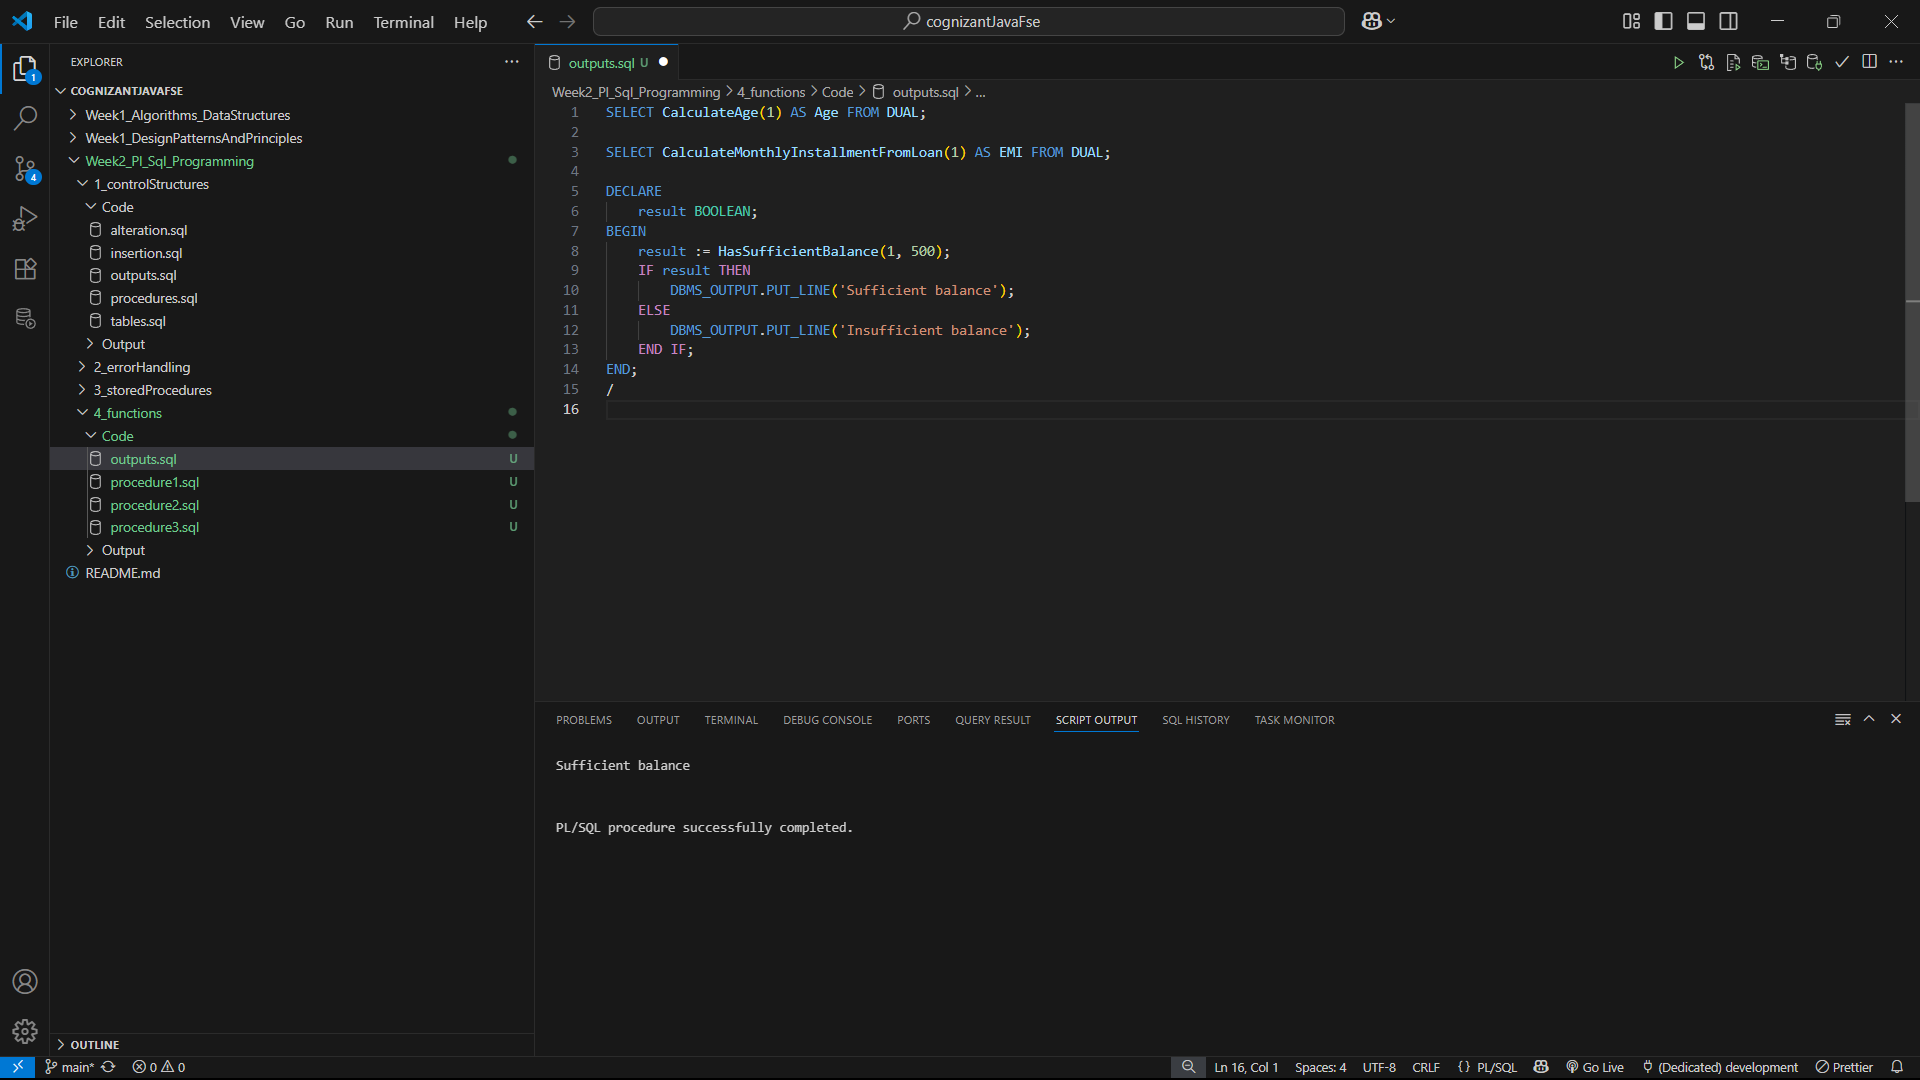 File Edit Selection View Go Run Terminal Help
cognizantJavaFse
EXPLORER
COGNIZANTJAVAFSE
Week1_Algorithms_DataStructures
Week1_DesignPatternsAndPrinciples
Week2_Pl_Sql_Programming
1_controlStructures
Code
alteration.sql
insertion.sql
outputs.sql
procedures.sql
tables.sql
Output
2_errorHandling
3_storedProcedures
4_functions
Code
outputs.sql U
procedure1.sql U
procedure2.sql U
procedure3.sql U
Output
README.md
OUTLINE
1
4
outputs.sql U
Week2_Pl_Sql_Programming > 4_functions > Code > outputs.sql > ...
1 SELECT CalculateAge(1) AS Age FROM DUAL;
2
3 SELECT CalculateMonthlyInstallmentFromLoan(1) AS EMI FROM DUAL;
4
5 DECLARE
6 result BOOLEAN;
7 BEGIN
8 result := HasSufficientBalance(1, 500);
9 IF result THEN
10 DBMS_OUTPUT.PUT_LINE('Sufficient balance');
11 ELSE
12 DBMS_OUTPUT.PUT_LINE('Insufficient balance');
13 END IF;
14 END;
15 /
16
PROBLEMS OUTPUT TERMINAL DEBUG CONSOLE PORTS QUERY RESULT SCRIPT OUTPUT SQL HISTORY TASK MONITOR
Sufficient balance
PL/SQL procedure successfully completed.
main* 0 0 Ln 16, Col 1 Spaces: 4 UTF-8 CRLF {} PL/SQL Go Live (Dedicated) development Prettier